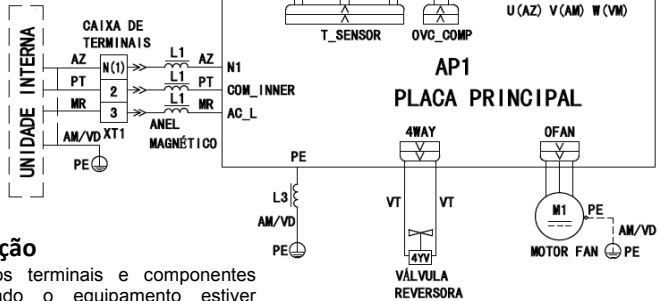 U(AZ) V(AM) W(VM)
CAIXA DE
TERMINAIS
T_SENSOR
OVC_COMP
UNIDADE INTERNA
AZ
N(1)
L1
AZ
N1
PT
2
L1
PT
COM_INNER
MR
3
L1
MR
AC_L
AM/VD
XT1
ANEL
MAGNÉTICO
PE
AP1
PLACA PRINCIPAL
4WAY
OFAN
PE
L3
AM/VD
PE
VT
VT
4YV
VÁLVULA
REVERSORA
M1
PE
AM/VD
MOTOR FAN
PE
ção
os terminais e componentes
do o equipamento estiver